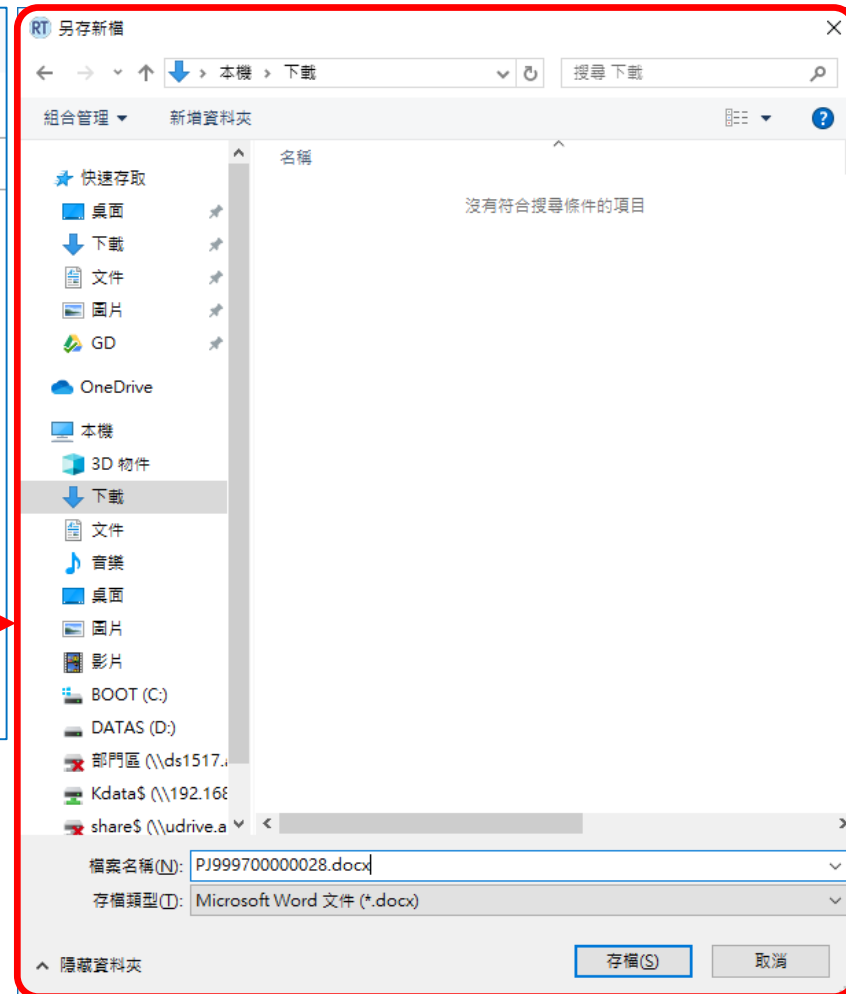 RT 另存新檔
本機 › 下載
搜尋 下載
組合管理
新增資料夾
?
名稱
沒有符合搜尋條件的項目
快速存取
桌面
下載
文件
圖片
GD
OneDrive
本機
3D 物件
下載
文件
音樂
桌面
圖片
影片
BOOT (C:)
DATAS (D:)
部門區 (\\ds1517.
Kdata$ (\\192.168
share$ (\\udrive.a
檔案名稱(N): PJ999700000028.docx
存檔類型(T): Microsoft Word 文件 (*.docx)
隱藏資料夾
存檔(S)
取消